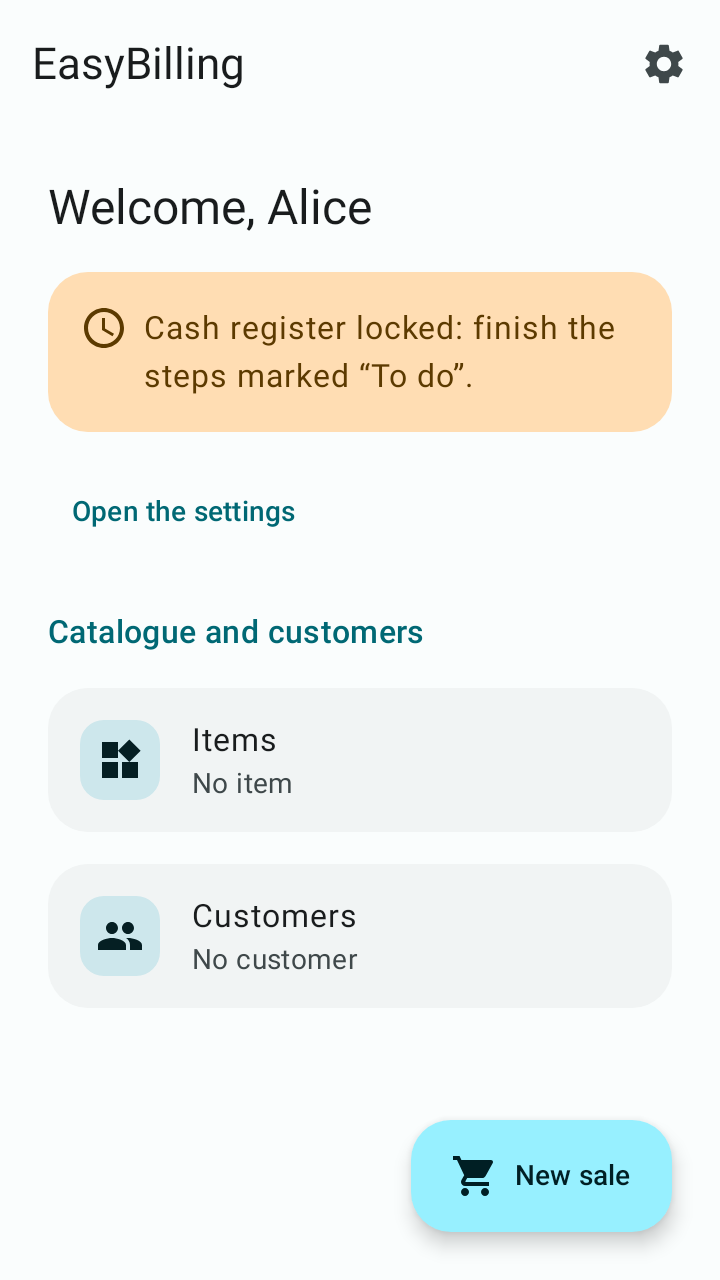 EasyBilling
Welcome, Alice
Cash register locked: finish the
steps marked “To do”.
Open the settings
Catalogue and customers
Items
No item
Customers
No customer
New sale